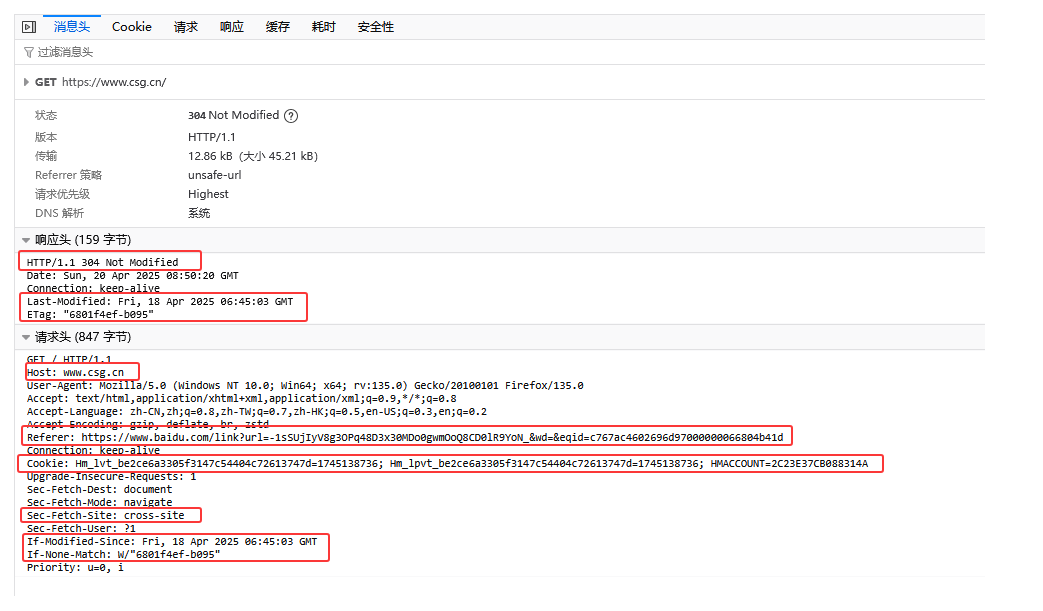 消息头 Cookie 请求 响应 缓存 耗时 安全性
过滤消息头
GET https://www.csg.cn/
状态 304 Not Modified ?
版本 HTTP/1.1
传输 12.86 kB (大小 45.21 kB)
Referrer 策略 unsafe-url
请求优先级 Highest
DNS 解析 系统
响应头 (159 字节)
HTTP/1.1 304 Not Modified
Date: Sun, 20 Apr 2025 08:50:20 GMT
Connection: keep-alive
Last-Modified: Fri, 18 Apr 2025 06:45:03 GMT
ETag: "6801f4ef-b095"
请求头 (847 字节)
GET / HTTP/1.1
Host: www.csg.cn
User-Agent: Mozilla/5.0 (Windows NT 10.0; Win64; x64; rv:135.0) Gecko/20100101 Firefox/135.0
Accept: text/html,application/xhtml+xml,application/xml;q=0.9,*/*;q=0.8
Accept-Language: zh-CN,zh;q=0.8,zh-TW;q=0.7,zh-HK;q=0.5,en-US;q=0.3,en;q=0.2
Accept-Encoding: gzip, deflate, br, zstd
Referer: https://www.baidu.com/link?url=-1sSUjIyV8g3OPq48D3x30MDo0gwmOoQ8CD0lR9YoN_&wd=&eqid=c767ac4602696d97000000066804b41d
Connection: keep-alive
Cookie: Hm_lvt_be2ce6a3305f3147c54404c72613747d=1745138736; Hm_lpvt_be2ce6a3305f3147c54404c72613747d=1745138736; HMACCOUNT=2C23E37CB088314A
Upgrade-Insecure-Requests: 1
Sec-Fetch-Dest: document
Sec-Fetch-Mode: navigate
Sec-Fetch-Site: cross-site
Sec-Fetch-User: ?1
If-Modified-Since: Fri, 18 Apr 2025 06:45:03 GMT
If-None-Match: W/"6801f4ef-b095"
Priority: u=0, i